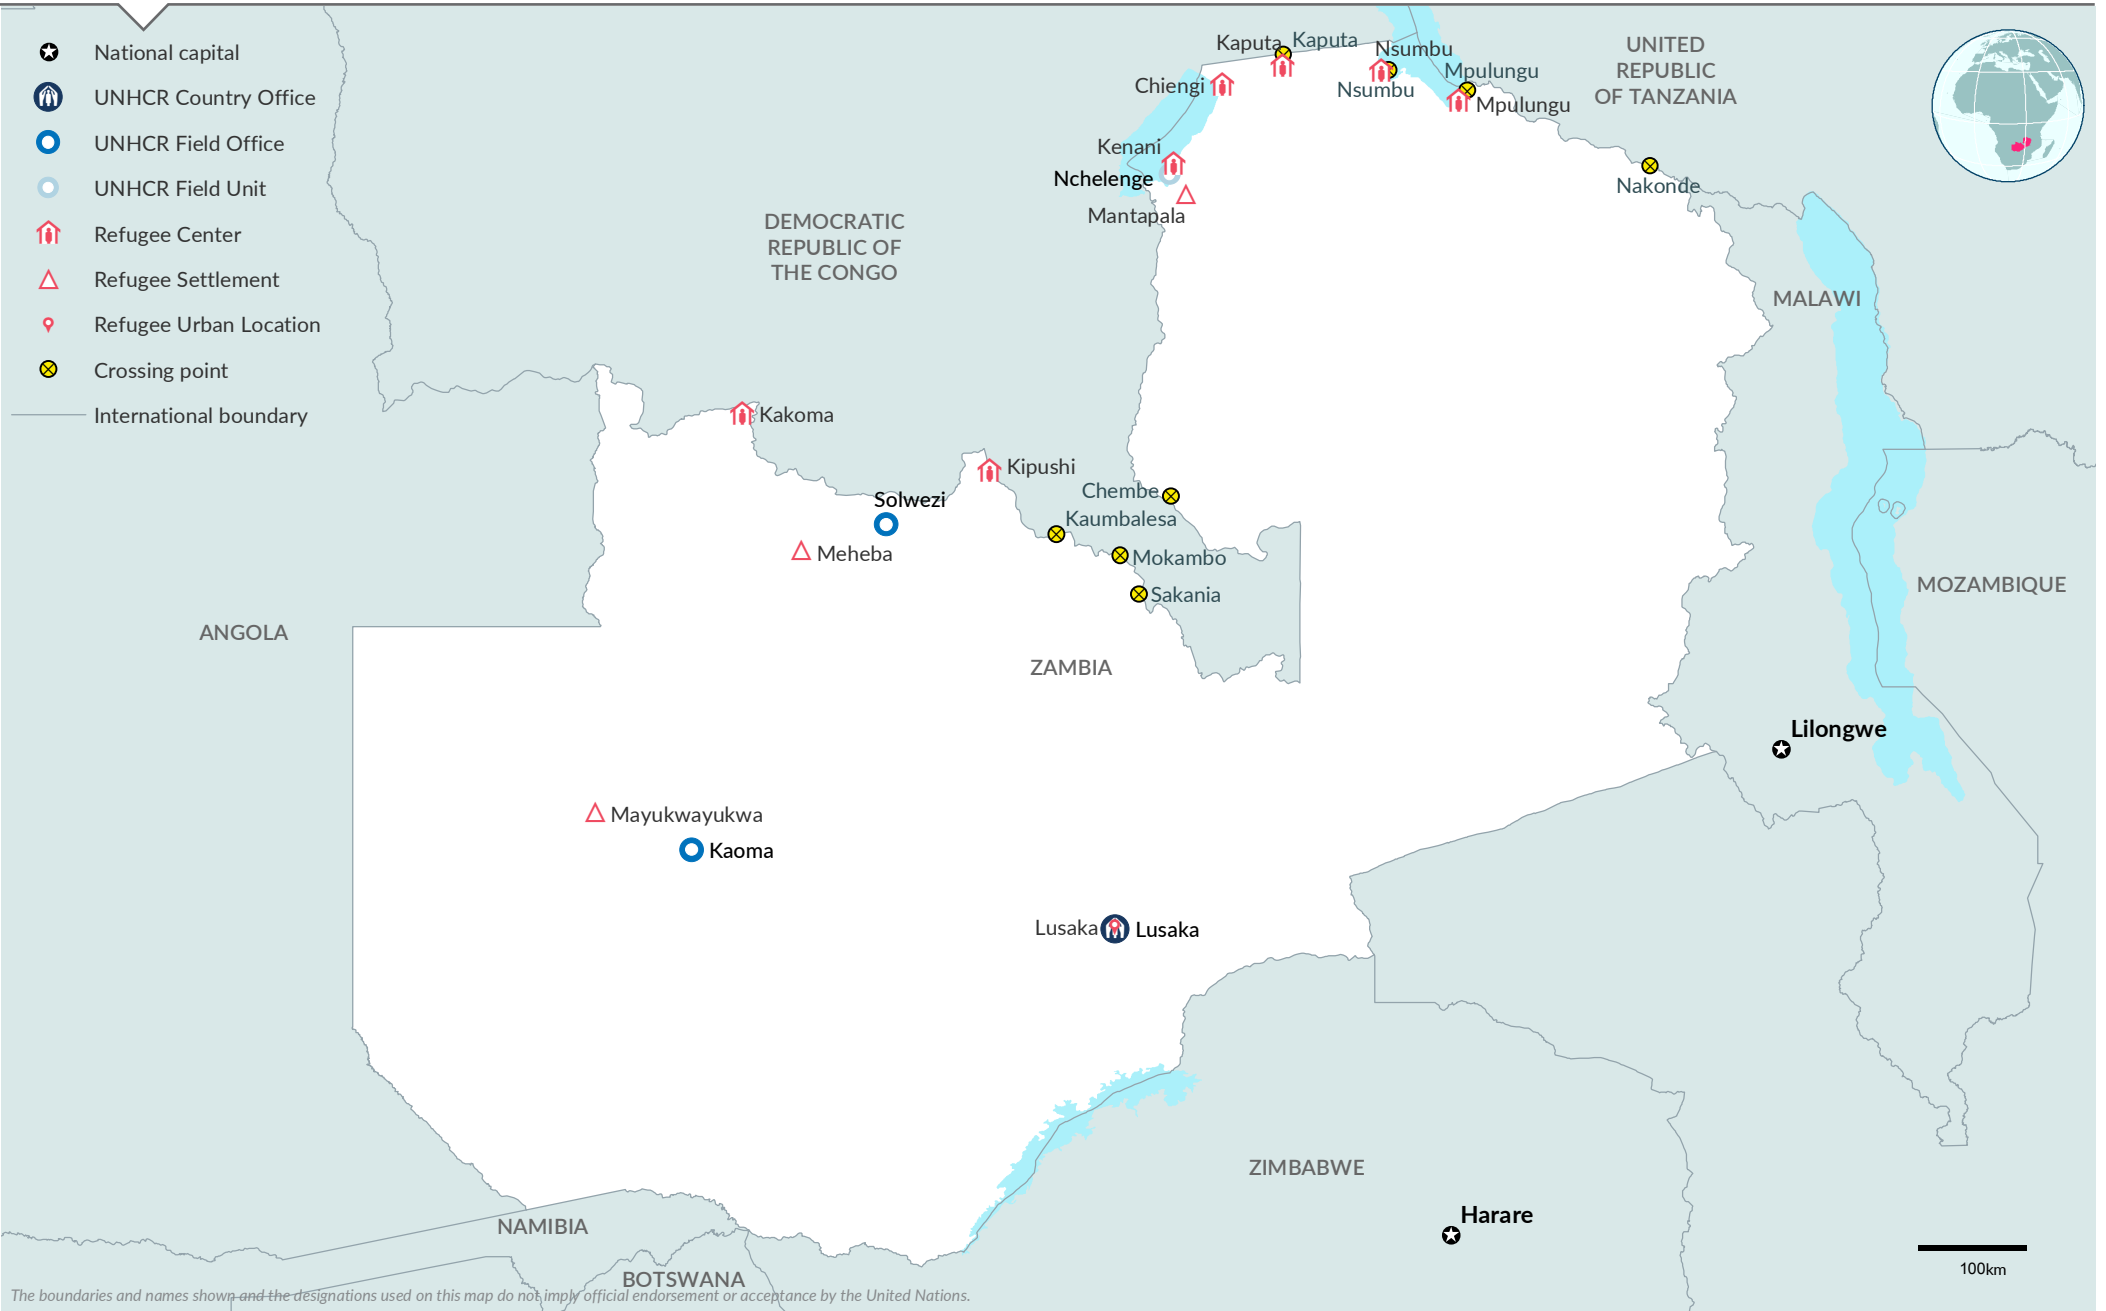 National capital
UNHCR Country Office
UNHCR Field Office
UNHCR Field Unit
Refugee Center
Refugee Settlement
Refugee Urban Location
Crossing point
International boundary
Kaputa
Kaputa
Nsumbu
Nsumbu
Mpulungu
Mpulungu
UNITED
REPUBLIC
OF TANZANIA
Chiengi
Kenani
Nchelenge
Mantapala
Nakonde
DEMOCRATIC
REPUBLIC OF
THE CONGO
MALAWI
Kakoma
Kipushi
Solwezi
Chembe
Kaumbalesa
Meheba
Mokambo
Sakania
MOZAMBIQUE
ANGOLA
ZAMBIA
Lilongwe
Mayukwayukwa
Kaoma
Lusaka
Lusaka
ZIMBABWE
Harare
NAMIBIA
BOTSWANA
100km
The boundaries and names shown and the designations used on this map do not imply official endorsement or acceptance by the United Nations.